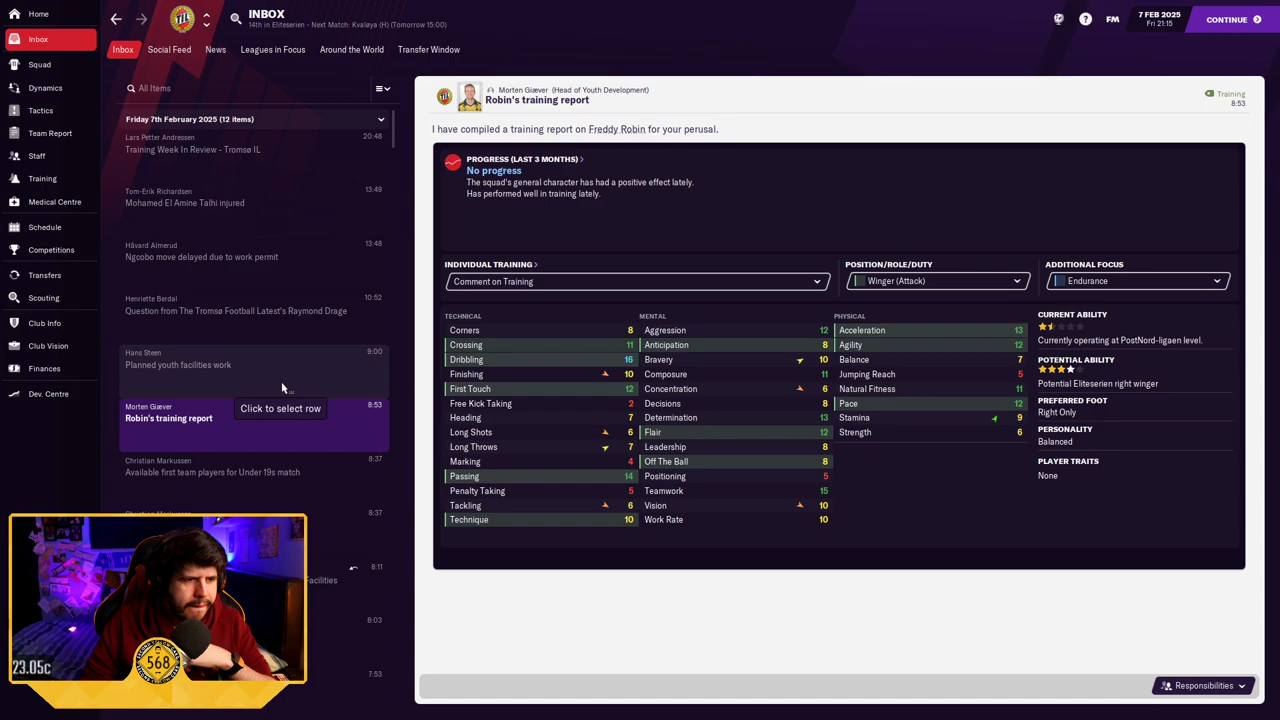 Home
Inbox
Squad
Dynamics
Tactics
Team Report
Staff
Training
Medical Centre
Schedule
Competitions
Transfers
Scouting
Club Info
Club Vision
Finances
Dev. Centre
TIL
INBOX
14th in Eliteserien - Next Match: Kvaløya (H) (Tomorrow 15:00)
FM
7 FEB 2025
Fri 21:15
CONTINUE
Inbox
Social Feed
News
Leagues in Focus
Around the World
Transfer Window
All Items
Friday 7th February 2025 (12 items)
Lars Petter Andressen
20:48
Training Week In Review - Tromsø IL
Tom-Erik Richardsen
13:49
Mohamed El Amine Talhi injured
Håvard Almerud
13:48
Ngcobo move delayed due to work permit
Henriette Berdal
10:52
Question from The Tromsø Football Latest's Raymond Drage
Hans Steen
9:00
Planned youth facilities work
Morten Giæver
8:53
Robin's training report
Click to select row
Christian Markussen
8:37
Available first team players for Under 19s match
8:37
8:11
Facilities
8:03
7:53
Morten Giæver (Head of Youth Development)
Robin's training report
Training
8:53
I have compiled a training report on Freddy Robin for your perusal.
PROGRESS (LAST 3 MONTHS)
No progress
The squad's general character has had a positive effect lately.
Has performed well in training lately.
INDIVIDUAL TRAINING
Comment on Training
POSITION/ROLE/DUTY
Winger (Attack)
ADDITIONAL FOCUS
Endurance
TECHNICAL
Corners 8
Crossing 11
Dribbling 16
Finishing 10
First Touch 12
Free Kick Taking 2
Heading 7
Long Shots 6
Long Throws 7
Marking 4
Passing 14
Penalty Taking 5
Tackling 6
Technique 10
MENTAL
Aggression 12
Anticipation 8
Bravery 10
Composure 11
Concentration 6
Decisions 8
Determination 13
Flair 12
Leadership 8
Off The Ball 8
Positioning 5
Teamwork 15
Vision 10
Work Rate 10
PHYSICAL
Acceleration 13
Agility 12
Balance 7
Jumping Reach 5
Natural Fitness 11
Pace 12
Stamina 9
Strength 6
CURRENT ABILITY
Currently operating at PostNord-ligaen level.
POTENTIAL ABILITY
Potential Eliteserien right winger
PREFERRED FOOT
Right Only
PERSONALITY
Balanced
PLAYER TRAITS
None
Responsibilities
23.05c
568